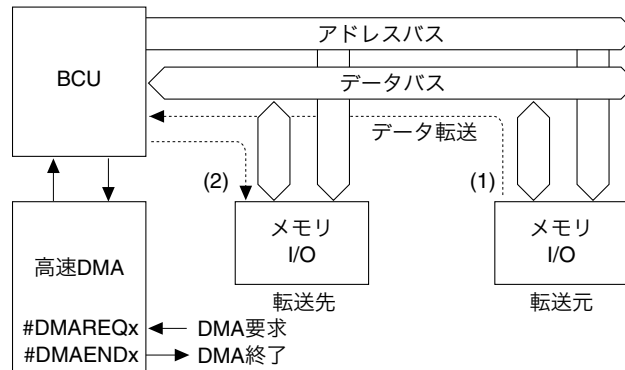 アドレスバス
BCU
データバス
データ転送
(2)
(1)
メモリ
I/O
メモリ
I/O
高速DMA
転送先
転送元
#DMAREQx
DMA要求
#DMAENDx
DMA終了